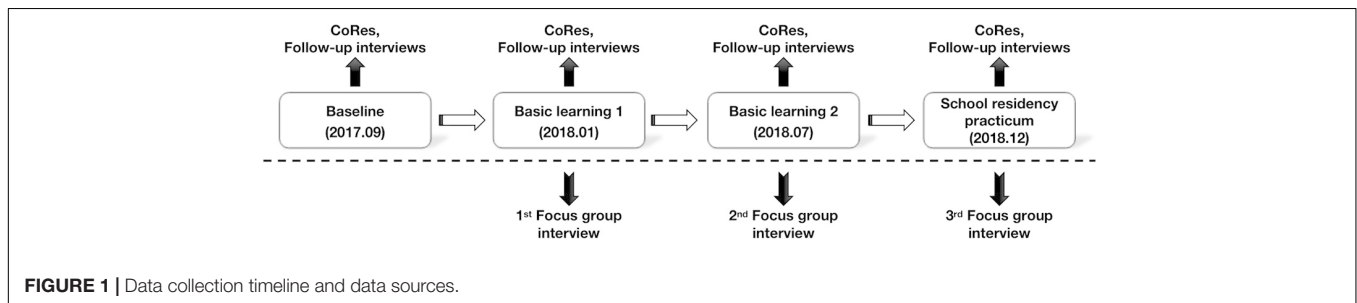 CoRes,
Follow-up interviews
CoRes,
Follow-up interviews
CoRes,
Follow-up interviews
CoRes,
Follow-up interviews
Baseline
(2017.09)
Basic learning 1
(2018.01)
Basic learning 2
(2018.07)
School residency
practicum
(2018.12)
1st Focus group
interview
2nd Focus group
interview
3rd Focus group
interview
FIGURE 1 | Data collection timeline and data sources.